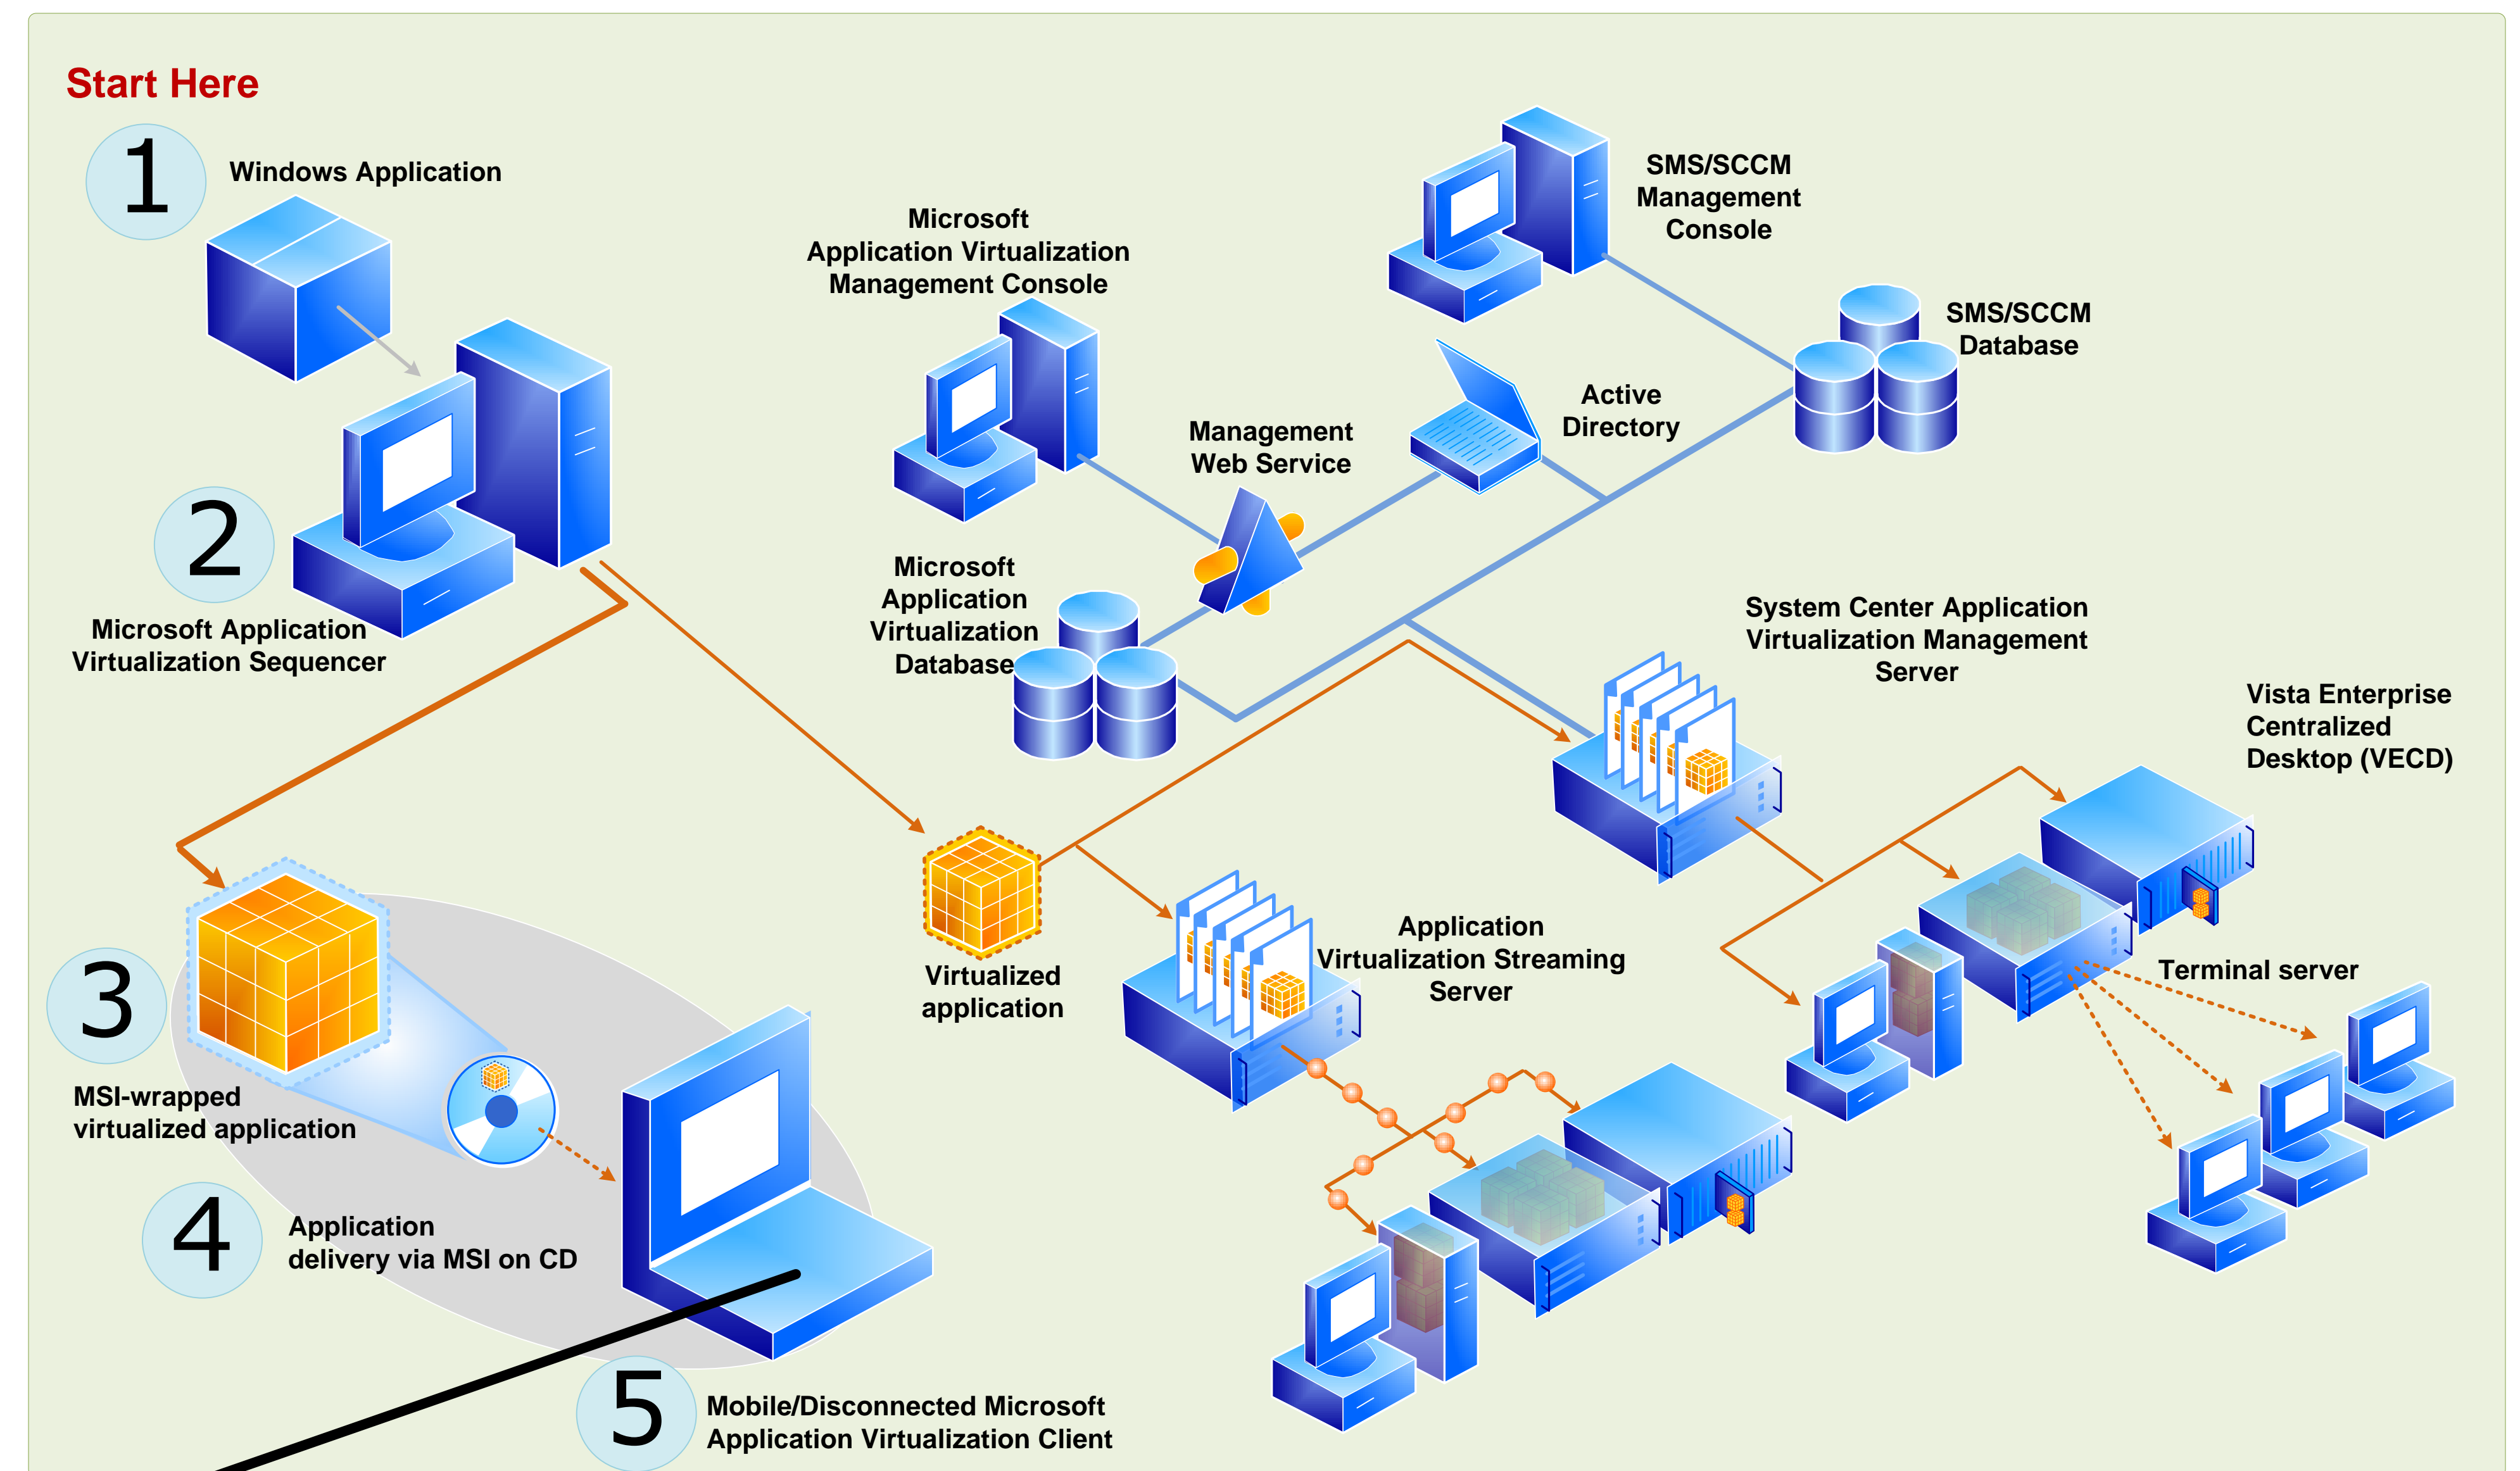 Start Here
1
Windows Application
SMS/SCCM
Management
Console
Microsoft
Application Virtualization
Management Console
SMS/SCCM
Database
Active
Directory
Management
Web Service
2
Microsoft Application
Virtualization Sequencer
Microsoft
Application
Virtualization
Database
System Center Application
Virtualization Management
Server
Vista Enterprise
Centralized
Desktop (VECD)
3
MSI-wrapped
virtualized application
Virtualized
application
Application
Virtualization Streaming
Server
Terminal server
4
Application
delivery via MSI on CD
5
Mobile/Disconnected Microsoft
Application Virtualization Client